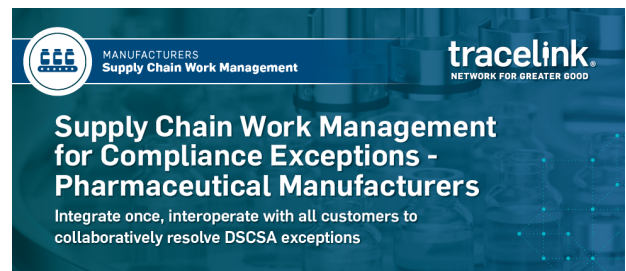 MANUFACTURERS
Supply Chain Work Management
tracelink®
NETWORK FOR GREATER GOOD
Supply Chain Work Management
for Compliance Exceptions -
Pharmaceutical Manufacturers
Integrate once, interoperate with all customers to
collaboratively resolve DSCSA exceptions